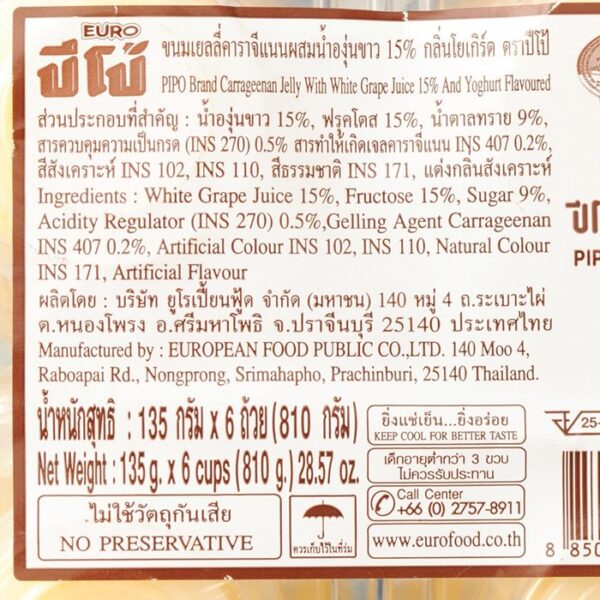 EURO
ปีโป้
ขนมเยลลี่คาราจีแนนผสมน้ำองุ่นขาว 15% กลิ่นโยเกิร์ต ตราปีโป้
PIPO Brand Carrageenan Jelly With White Grape Juice 15% And Yoghurt Flavoured
ส่วนประกอบที่สำคัญ : น้ำองุ่นขาว 15%, ฟรุคโตส 15%, น้ำตาลทราย 9%,
สารควบคุมความเป็นกรด (INS 270) 0.5% สารทำให้เกิดเจลคาราจีแนน INS 407 0.2%,
สีสังเคราะห์ INS 102, INS 110, สีธรรมชาติ INS 171, แต่งกลิ่นสังเคราะห์
Ingredients : White Grape Juice 15%, Fructose 15%, Sugar 9%,
Acidity Regulator (INS 270) 0.5%,Gelling Agent Carrageenan
INS 407 0.2%, Artificial Colour INS 102, INS 110, Natural Colour
INS 171, Artificial Flavour
ผลิตโดย : บริษัท ยูโรเปี้ยนฟู้ด จำกัด (มหาชน) 140 หมู่ 4 ถ.ระเบาะไผ่
ต.หนองโพรง อ.ศรีมหาโพธิ จ.ปราจีนบุรี 25140 ประเทศไทย
Manufactured by : EUROPEAN FOOD PUBLIC CO.,LTD. 140 Moo 4,
Raboapai Rd., Nongprong, Srimahapho, Prachinburi, 25140 Thailand.
น้ำหนักสุทธิ : 135 กรัม x 6 ถ้วย (810 กรัม)
Net Weight : 135 g. x 6 cups (810 g.) 28.57 oz.
ไม่ใช้วัตถุกันเสีย
NO PRESERVATIVE
ควรเก็บไว้ในที่ร่ม
ยิ่งแช่เย็น...ยิ่งอร่อย
KEEP COOL FOR BETTER TASTE
เด็กอายุต่ำกว่า 3 ขวบ
ไม่ควรรับประทาน
Call Center
+66 (0) 2757-8911
www.eurofood.co.th
PIP
25-
8 850